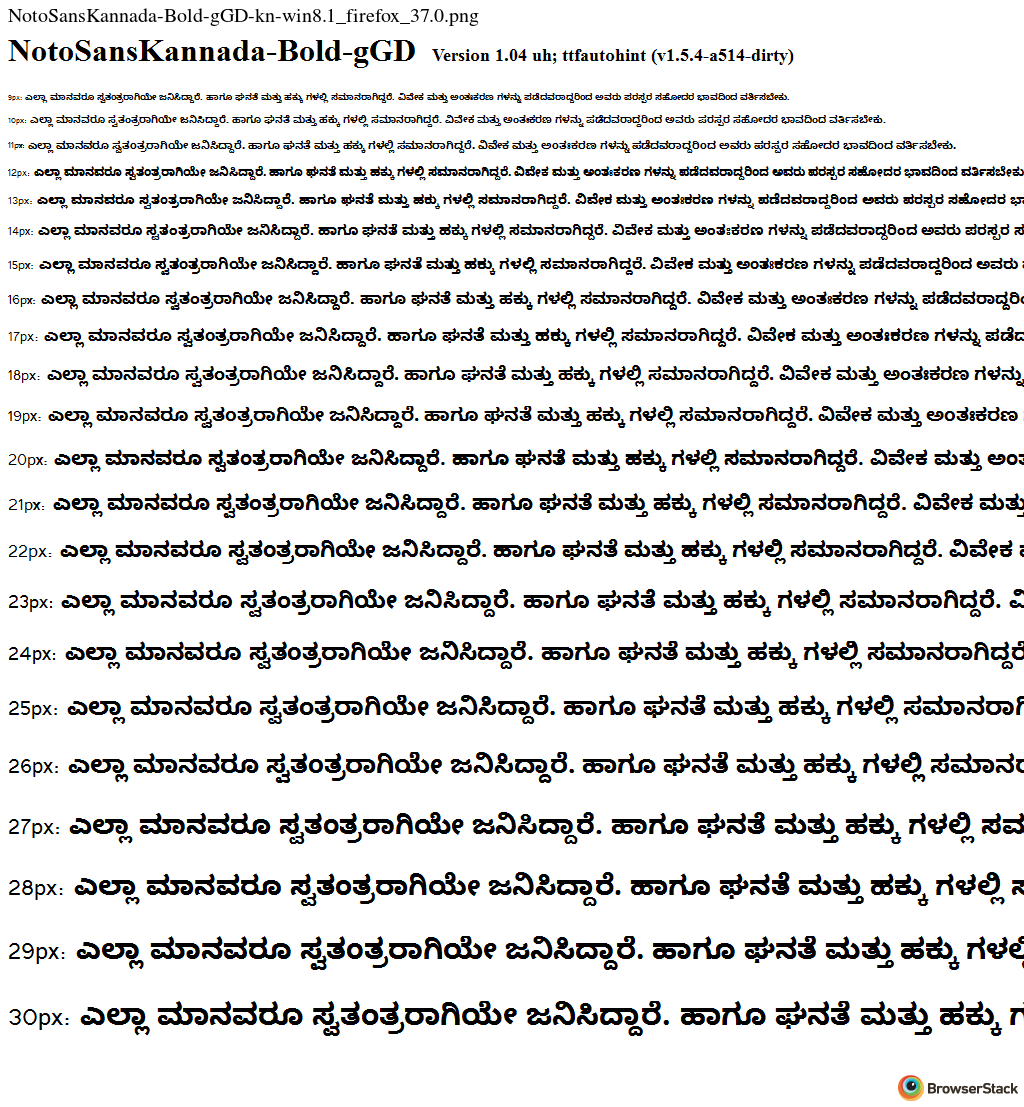 NotoSansKannada-Bold-gGD-kn-win8.1_firefox_37.0.png
NotoSansKannada-Bold-gGD Version 1.04 uh; ttfautohint (v1.5.4-a514-dirty)
9px: ಎಲ್ಲಾ ಮಾನವರೂ ಸ್ವತಂತ್ರರಾಗಿಯೇ ಜನಿಸಿದ್ದಾರೆ. ಹಾಗೂ ಘನತೆ ಮತ್ತು ಹಕ್ಕು ಗಳಲ್ಲಿ ಸಮಾನರಾಗಿದ್ದರೆ. ವಿವೇಕ ಮತ್ತು ಅಂತಃಕರಣ ಗಳನ್ನು ಪಡೆದವರಾದ್ದರಿಂದ ಅವರು ಪರಸ್ಪರ ಸಹೋದರ ಭಾವದಿಂದ ವರ್ತಿಸಬೇಕು.
10px: ಎಲ್ಲಾ ಮಾನವರೂ ಸ್ವತಂತ್ರರಾಗಿಯೇ ಜನಿಸಿದ್ದಾರೆ. ಹಾಗೂ ಘನತೆ ಮತ್ತು ಹಕ್ಕು ಗಳಲ್ಲಿ ಸಮಾನರಾಗಿದ್ದರೆ. ವಿವೇಕ ಮತ್ತು ಅಂತಃಕರಣ ಗಳನ್ನು ಪಡೆದವರಾದ್ದರಿಂದ ಅವರು ಪರಸ್ಪರ ಸಹೋದರ ಭಾವದಿಂದ ವರ್ತಿಸಬೇಕು.
11px: ಎಲ್ಲಾ ಮಾನವರೂ ಸ್ವತಂತ್ರರಾಗಿಯೇ ಜನಿಸಿದ್ದಾರೆ. ಹಾಗೂ ಘನತೆ ಮತ್ತು ಹಕ್ಕು ಗಳಲ್ಲಿ ಸಮಾನರಾಗಿದ್ದರೆ. ವಿವೇಕ ಮತ್ತು ಅಂತಃಕರಣ ಗಳನ್ನು ಪಡೆದವರಾದ್ದರಿಂದ ಅವರು ಪರಸ್ಪರ ಸಹೋದರ ಭಾವದಿಂದ ವರ್ತಿಸಬೇಕು.
12px: ಎಲ್ಲಾ ಮಾನವರೂ ಸ್ವತಂತ್ರರಾಗಿಯೇ ಜನಿಸಿದ್ದಾರೆ. ಹಾಗೂ ಘನತೆ ಮತ್ತು ಹಕ್ಕು ಗಳಲ್ಲಿ ಸಮಾನರಾಗಿದ್ದರೆ. ವಿವೇಕ ಮತ್ತು ಅಂತಃಕರಣ ಗಳನ್ನು ಪಡೆದವರಾದ್ದರಿಂದ ಅವರು ಪರಸ್ಪರ ಸಹೋದರ ಭಾವದಿಂದ ವರ್ತಿಸಬೇಕು
13px: ಎಲ್ಲಾ ಮಾನವರೂ ಸ್ವತಂತ್ರರಾಗಿಯೇ ಜನಿಸಿದ್ದಾರೆ. ಹಾಗೂ ಘನತೆ ಮತ್ತು ಹಕ್ಕು ಗಳಲ್ಲಿ ಸಮಾನರಾಗಿದ್ದರೆ. ವಿವೇಕ ಮತ್ತು ಅಂತಃಕರಣ ಗಳನ್ನು ಪಡೆದವರಾದ್ದರಿಂದ ಅವರು ಪರಸ್ಪರ ಸಹೋದರ
14px: ಎಲ್ಲಾ ಮಾನವರೂ ಸ್ವತಂತ್ರರಾಗಿಯೇ ಜನಿಸಿದ್ದಾರೆ. ಹಾಗೂ ಘನತೆ ಮತ್ತು ಹಕ್ಕು ಗಳಲ್ಲಿ ಸಮಾನರಾಗಿದ್ದರೆ. ವಿವೇಕ ಮತ್ತು ಅಂತಃಕರಣ ಗಳನ್ನು ಪಡೆದವರಾದ್ದರಿಂದ ಅವರು ಪರಸ್ಪರ
15px: ಎಲ್ಲಾ ಮಾನವರೂ ಸ್ವತಂತ್ರರಾಗಿಯೇ ಜನಿಸಿದ್ದಾರೆ. ಹಾಗೂ ಘನತೆ ಮತ್ತು ಹಕ್ಕು ಗಳಲ್ಲಿ ಸಮಾನರಾಗಿದ್ದರೆ. ವಿವೇಕ ಮತ್ತು ಅಂತಃಕರಣ ಗಳನ್ನು ಪಡೆದವರಾದ್ದರಿಂದ ಅವರು
16px: ಎಲ್ಲಾ ಮಾನವರೂ ಸ್ವತಂತ್ರರಾಗಿಯೇ ಜನಿಸಿದ್ದಾರೆ. ಹಾಗೂ ಘನತೆ ಮತ್ತು ಹಕ್ಕು ಗಳಲ್ಲಿ ಸಮಾನರಾಗಿದ್ದರೆ. ವಿವೇಕ ಮತ್ತು ಅಂತಃಕರಣ ಗಳನ್ನು ಪಡೆದವರಾದ್ದರಿಂ
17px: ಎಲ್ಲಾ ಮಾನವರೂ ಸ್ವತಂತ್ರರಾಗಿಯೇ ಜನಿಸಿದ್ದಾರೆ. ಹಾಗೂ ಘನತೆ ಮತ್ತು ಹಕ್ಕು ಗಳಲ್ಲಿ ಸಮಾನರಾಗಿದ್ದರೆ. ವಿವೇಕ ಮತ್ತು ಅಂತಃಕರಣ ಗಳನ್ನು ಪಡೆದ
18px: ಎಲ್ಲಾ ಮಾನವರೂ ಸ್ವತಂತ್ರರಾಗಿಯೇ ಜನಿಸಿದ್ದಾರೆ. ಹಾಗೂ ಘನತೆ ಮತ್ತು ಹಕ್ಕು ಗಳಲ್ಲಿ ಸಮಾನರಾಗಿದ್ದರೆ. ವಿವೇಕ ಮತ್ತು ಅಂತಃಕರಣ ಗಳನ್ನು
19px: ಎಲ್ಲಾ ಮಾನವರೂ ಸ್ವತಂತ್ರರಾಗಿಯೇ ಜನಿಸಿದ್ದಾರೆ. ಹಾಗೂ ಘನತೆ ಮತ್ತು ಹಕ್ಕು ಗಳಲ್ಲಿ ಸಮಾನರಾಗಿದ್ದರೆ. ವಿವೇಕ ಮತ್ತು ಅಂತಃಕರಣ
20px: ಎಲ್ಲಾ ಮಾನವರೂ ಸ್ವತಂತ್ರರಾಗಿಯೇ ಜನಿಸಿದ್ದಾರೆ. ಹಾಗೂ ಘನತೆ ಮತ್ತು ಹಕ್ಕು ಗಳಲ್ಲಿ ಸಮಾನರಾಗಿದ್ದರೆ. ವಿವೇಕ ಮತ್ತು ಅಂ
21px: ಎಲ್ಲಾ ಮಾನವರೂ ಸ್ವತಂತ್ರರಾಗಿಯೇ ಜನಿಸಿದ್ದಾರೆ. ಹಾಗೂ ಘನತೆ ಮತ್ತು ಹಕ್ಕು ಗಳಲ್ಲಿ ಸಮಾನರಾಗಿದ್ದರೆ. ವಿವೇಕ ಮತ್ತು
22px: ಎಲ್ಲಾ ಮಾನವರೂ ಸ್ವತಂತ್ರರಾಗಿಯೇ ಜನಿಸಿದ್ದಾರೆ. ಹಾಗೂ ಘನತೆ ಮತ್ತು ಹಕ್ಕು ಗಳಲ್ಲಿ ಸಮಾನರಾಗಿದ್ದರೆ. ವಿವೇಕ
23px: ಎಲ್ಲಾ ಮಾನವರೂ ಸ್ವತಂತ್ರರಾಗಿಯೇ ಜನಿಸಿದ್ದಾರೆ. ಹಾಗೂ ಘನತೆ ಮತ್ತು ಹಕ್ಕು ಗಳಲ್ಲಿ ಸಮಾನರಾಗಿದ್ದರೆ.
24px: ಎಲ್ಲಾ ಮಾನವರೂ ಸ್ವತಂತ್ರರಾಗಿಯೇ ಜನಿಸಿದ್ದಾರೆ. ಹಾಗೂ ಘನತೆ ಮತ್ತು ಹಕ್ಕು ಗಳಲ್ಲಿ ಸಮಾನರಾಗಿದ್ದರೆ
25px: ಎಲ್ಲಾ ಮಾನವರೂ ಸ್ವತಂತ್ರರಾಗಿಯೇ ಜನಿಸಿದ್ದಾರೆ. ಹಾಗೂ ಘನತೆ ಮತ್ತು ಹಕ್ಕು ಗಳಲ್ಲಿ ಸಮಾನರಾಗಿ
26px: ಎಲ್ಲಾ ಮಾನವರೂ ಸ್ವತಂತ್ರರಾಗಿಯೇ ಜನಿಸಿದ್ದಾರೆ. ಹಾಗೂ ಘನತೆ ಮತ್ತು ಹಕ್ಕು ಗಳಲ್ಲಿ ಸಮಾನರ
27px: ಎಲ್ಲಾ ಮಾನವರೂ ಸ್ವತಂತ್ರರಾಗಿಯೇ ಜನಿಸಿದ್ದಾರೆ. ಹಾಗೂ ಘನತೆ ಮತ್ತು ಹಕ್ಕು ಗಳಲ್ಲಿ ಸಮ
28px: ಎಲ್ಲಾ ಮಾನವರೂ ಸ್ವತಂತ್ರರಾಗಿಯೇ ಜನಿಸಿದ್ದಾರೆ. ಹಾಗೂ ಘನತೆ ಮತ್ತು ಹಕ್ಕು ಗಳಲ್ಲಿ
29px: ಎಲ್ಲಾ ಮಾನವರೂ ಸ್ವತಂತ್ರರಾಗಿಯೇ ಜನಿಸಿದ್ದಾರೆ. ಹಾಗೂ ಘನತೆ ಮತ್ತು ಹಕ್ಕು ಗಳಲ್ಲಿ
30px: ಎಲ್ಲಾ ಮಾನವರೂ ಸ್ವತಂತ್ರರಾಗಿಯೇ ಜನಿಸಿದ್ದಾರೆ. ಹಾಗೂ ಘನತೆ ಮತ್ತು ಹಕ್ಕು
BrowserStack